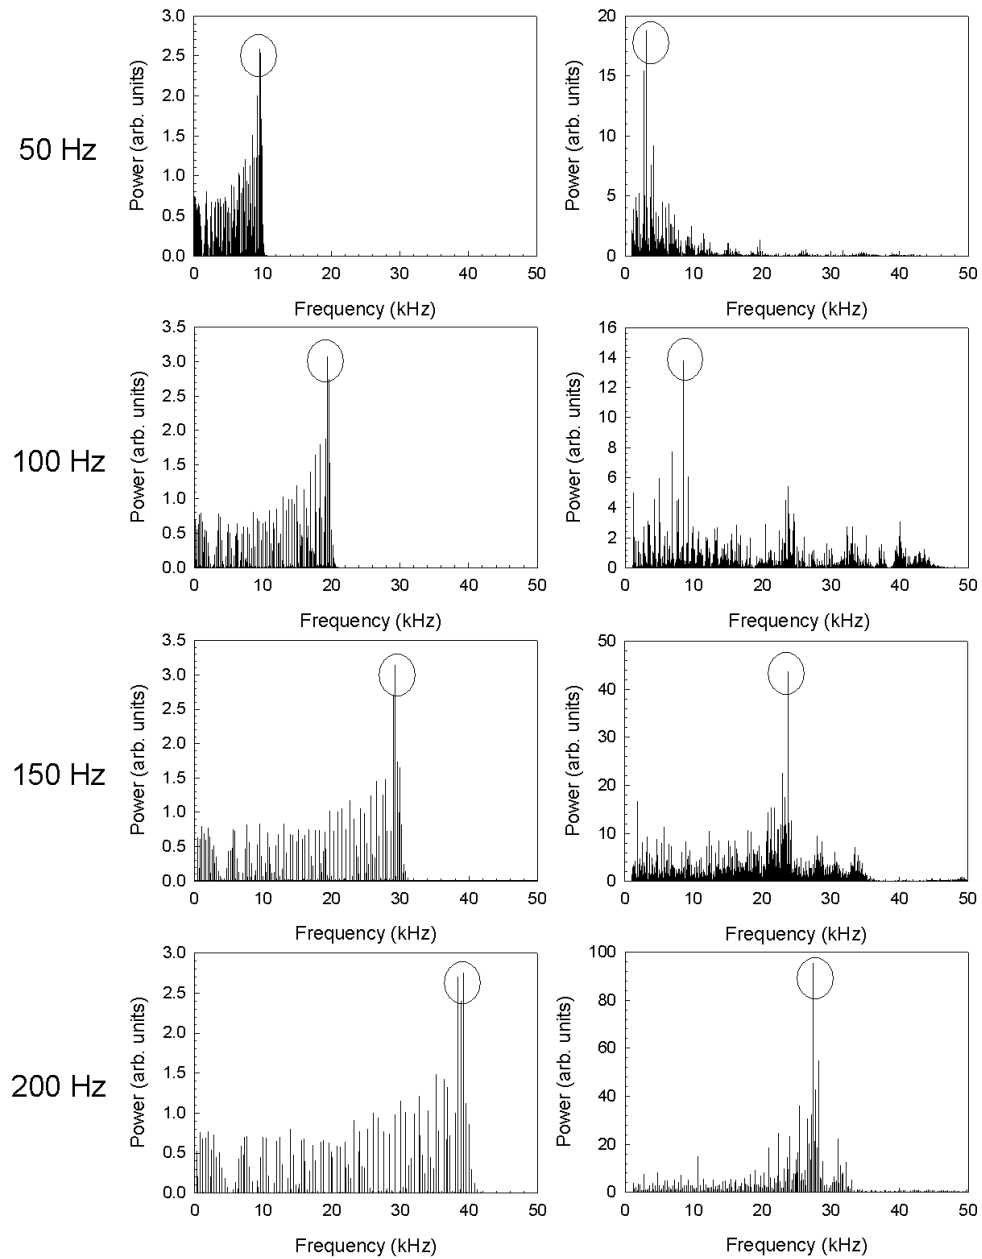 50 Hz
Power (arb. units)
3.0
2.5
2.0
1.5
1.0
0.5
0.0
0 10 20 30 40 50
Frequency (kHz)
Power (arb. units)
20
15
10
5
0
0 10 20 30 40 50
Frequency (kHz)
100 Hz
Power (arb. units)
3.5
3.0
2.5
2.0
1.5
1.0
0.5
0.0
0 10 20 30 40 50
Frequency (kHz)
Power (arb. units)
16
14
12
10
8
6
4
2
0
0 10 20 30 40 50
Frequency (kHz)
150 Hz
Power (arb. units)
3.5
3.0
2.5
2.0
1.5
1.0
0.5
0.0
0 10 20 30 40 50
Frequency (kHz)
Power (arb. units)
50
40
30
20
10
0
0 10 20 30 40 50
Frequency (kHz)
200 Hz
Power (arb. units)
3.0
2.5
2.0
1.5
1.0
0.5
0.0
0 10 20 30 40 50
Frequency (kHz)
Power (arb. units)
100
80
60
40
20
0
0 10 20 30 40 50
Frequency (kHz)